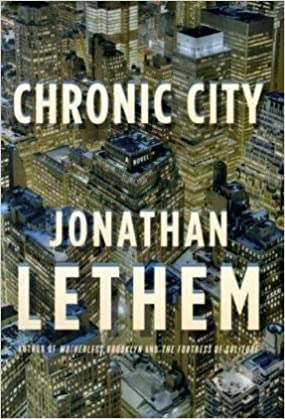 CHRONIC CITY
A
NOVEL
JONATHAN
LETHEM
AUTHOR OF MOTHERLESS BROOKLYN AND THE FORTRESS OF SOLITUDE